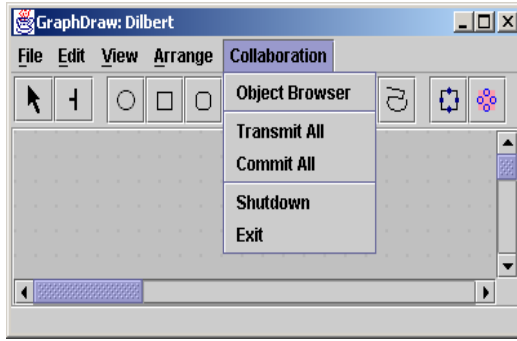 GraphDraw: Dilbert
File Edit View Arrange Collaboration
Object Browser
Transmit All
Commit All
Shutdown
Exit